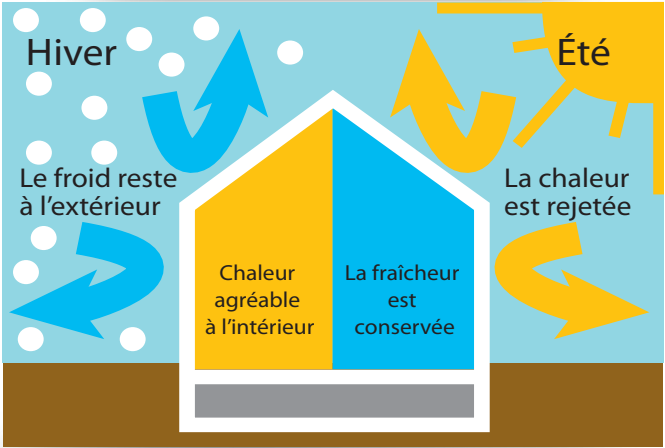 Hiver
Été
Le froid reste
à l'extérieur
La chaleur
est rejetée
Chaleur
agréable
à l'intérieur
La fraîcheur
est
conservée